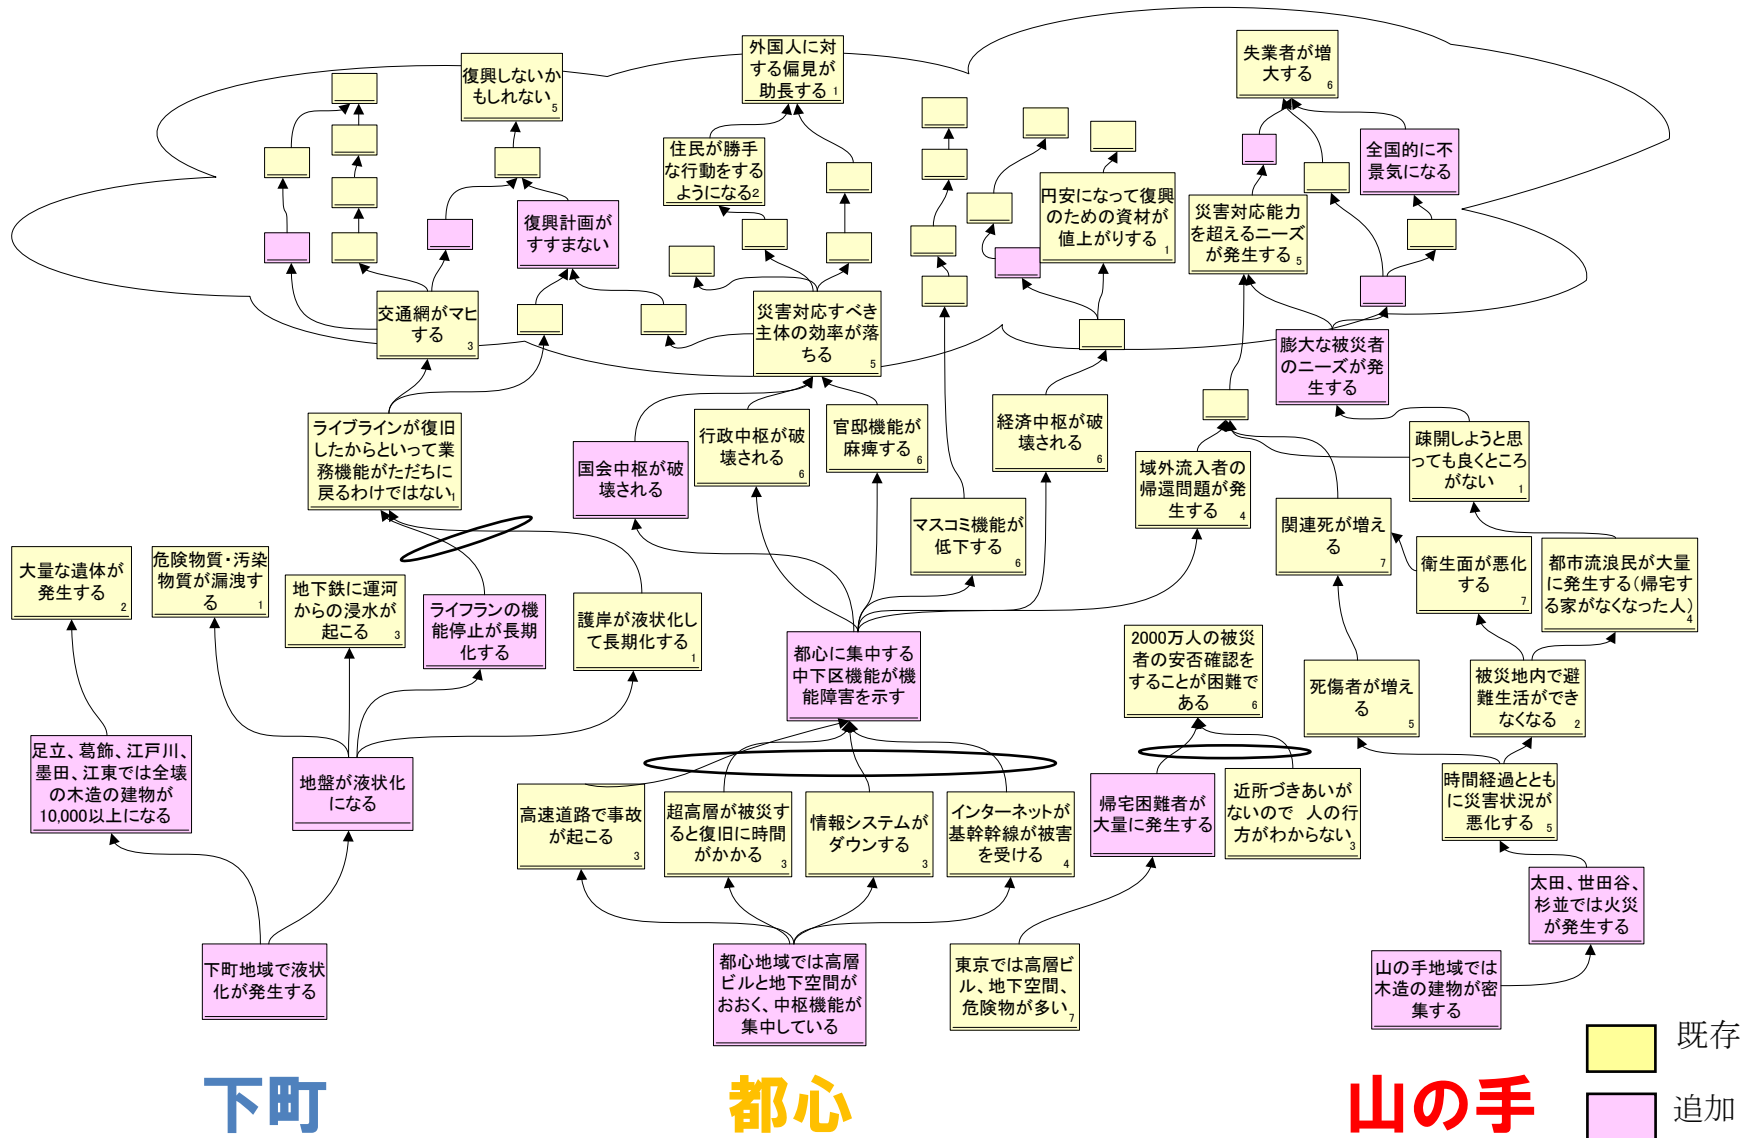 外国人に対
する偏見が
助長する 1
失業者が増
大する
6
復興しないか
もしれない
5
住民が勝手
な行動をする
ようになる2
全国的に不
景気になる
円安になって復興
のための資材が
値上がりする 1
災害対応能力
を超えるニーズ
が発生する 5
復興計画が
すすまない
交通網がマヒ
する
3
災害対応すべき
主体の効率が落
ちる
5
膨大な被災者
のニーズが発
生する
ライブラインが復旧
したからといって業
務機能がただちに
戻るわけではない1
国会中枢が破
壊される
行政中枢が破
壊される
6
官邸機能が
麻痺する
6
経済中枢が破
壊される
6
域外流入者の
帰還問題が発
生する 4
疎開しようと思
っても良くところ
がない
1
マスコミ機能が
低下する
6
関連死が増え
る
7
衛生面が悪化
する
7
都市流浪民が大量
に発生する(帰宅す
る家がなくなった人)
4
大量な遺体が
発生する
2
危険物質・汚染
物質が漏洩す
る 1
地下鉄に運河
からの浸水が
起こる 3
ライフランの機
能停止が長期
化する
護岸が液状化し
て長期化する
1
都心に集中する
中下区機能が機
能障害を示す
2000万人の被災
者の安否確認を
することが困難で
ある 6
死傷者が増え
る
5
被災地内で避
難生活ができ
なくなる 2
足立、葛飾、江戸川、
墨田、江東では全壊
の木造の建物が
10,000以上になる
地盤が液状化
になる
高速道路で事故
が起こる
3
超高層が被災す
ると復旧に時間
がかかる 3
情報システムが
ダウンする
3
インターネットが
基幹幹線が被害
を受ける 4
帰宅困難者が
大量に発生する
近所づきあいが
ないので 人の行
方がわからない
3
時間経過ととも
に災害状況が
悪化する 5
太田、世田谷、
杉並では火災
が発生する
下町地域で液状
化が発生する
都心地域では高層
ビルと地下空間が
おおく、中枢機能が
集中している
東京では高層ビ
ル、地下空間、
危険物が多い
7
山の手地域では
木造の建物が密
集する
既存
追加
下町
都心
山の手